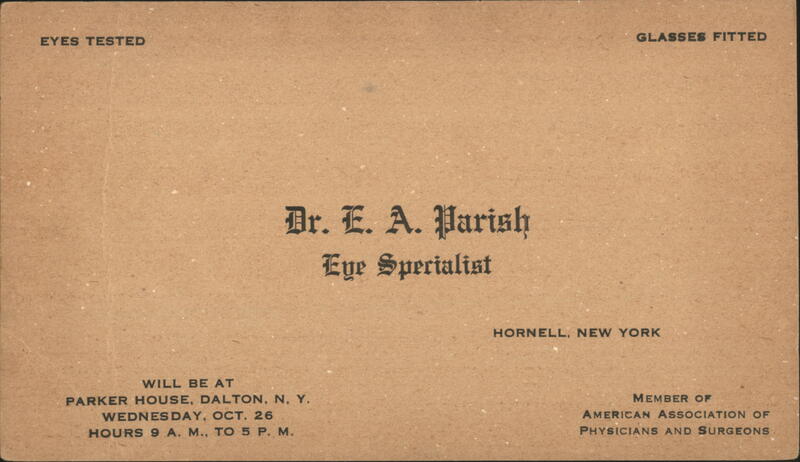 EYES TESTED
GLASSES FITTED
Dr. E. A. Parish
Eye Specialist
HORNELL, NEW YORK
WILL BE AT
PARKER HOUSE, DALTON, N. Y.
WEDNESDAY, OCT. 26
HOURS 9 A. M., TO 5 P. M.
MEMBER OF
AMERICAN ASSOCIATION OF
PHYSICIANS AND SURGEONS